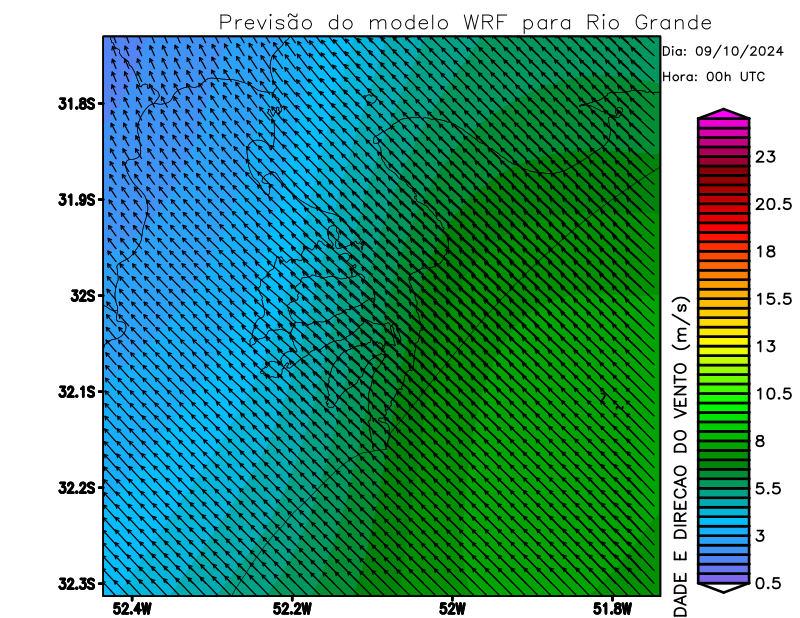 Previsão do modelo WRF para Rio Grande
Dia: 09/10/2024
Hora: 00h UTC
31.8S
31.9S
32S
32.1S
32.2S
32.3S
52.4W
52.2W
52W
51.8W
DADE E DIRECAO DO VENTO (m/s)
23
20.5
18
15.5
13
10.5
8
5.5
3
0.5